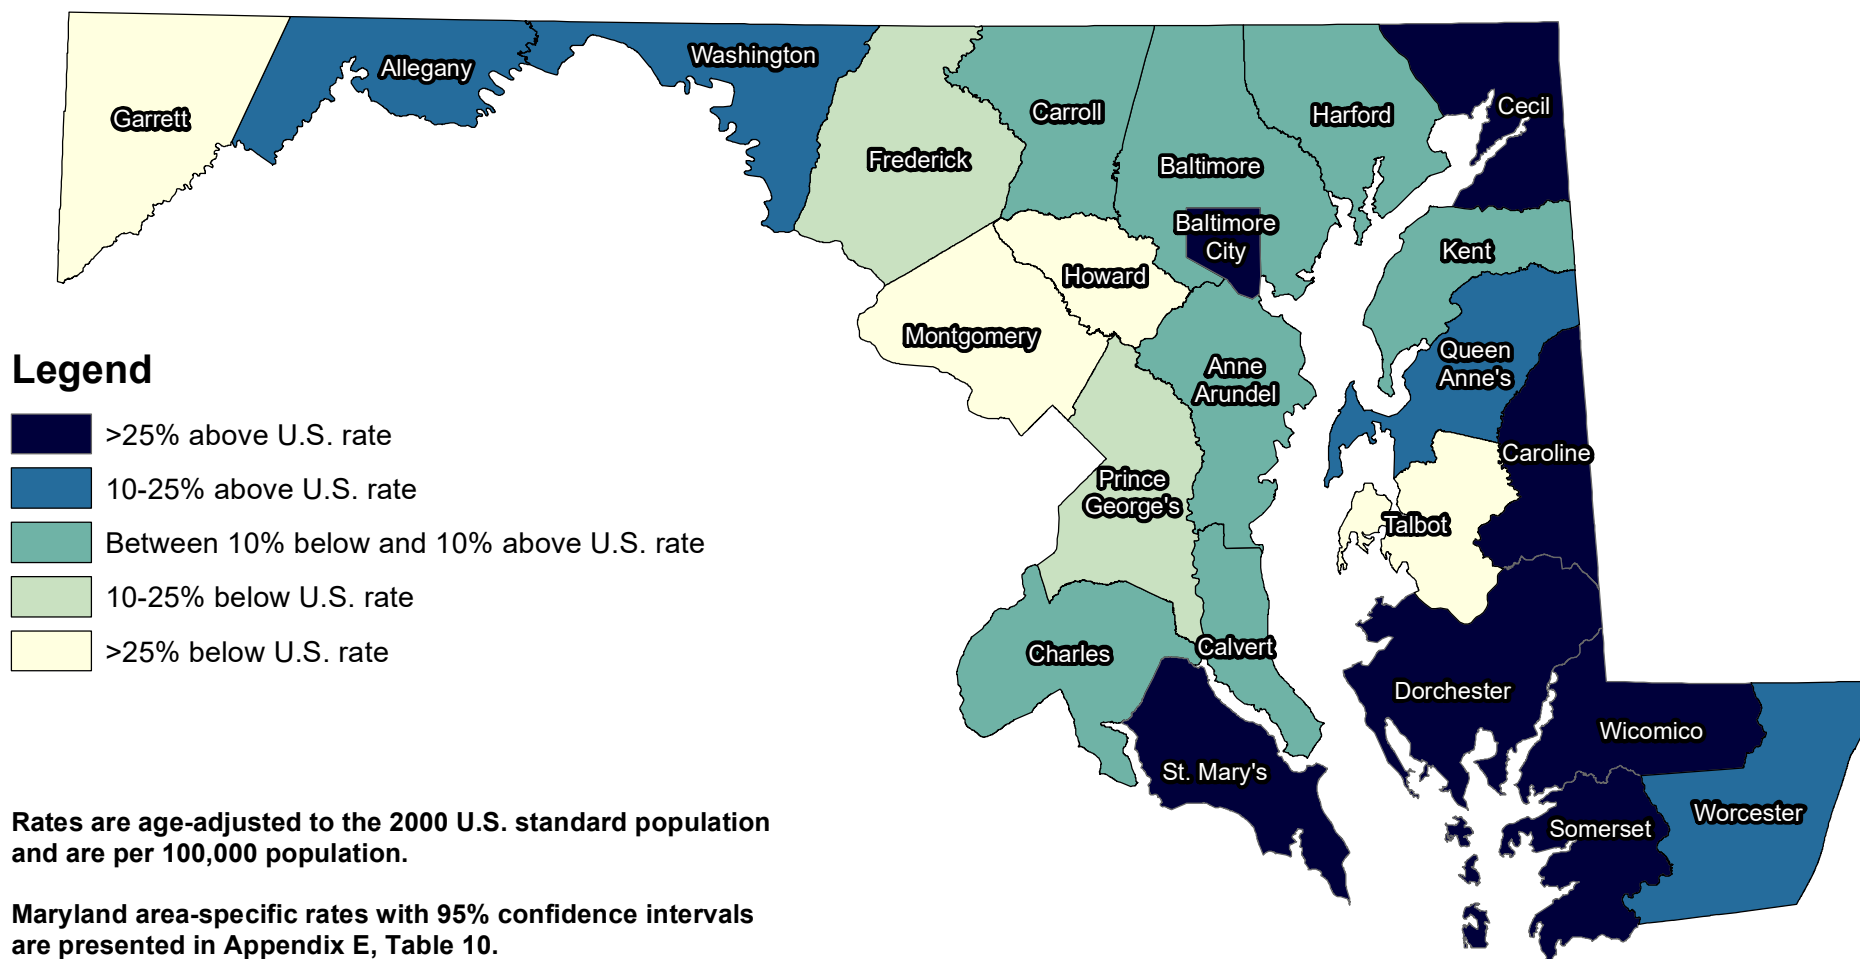 Washington
Allegany
Garrett
Carroll
Harford
Cecil
Frederick
Baltimore
Baltimore
City
Kent
Howard
Montgomery
Queen
Anne's
Anne
Arundel
Caroline
Prince
George's
Talbot
Charles
Calvert
Dorchester
Wicomico
St. Mary's
Worcester
Somerset
Legend
>25% above U.S. rate
10-25% above U.S. rate
Between 10% below and 10% above U.S. rate
10-25% below U.S. rate
>25% below U.S. rate
Rates are age-adjusted to the 2000 U.S. standard population
and are per 100,000 population.
Maryland area-specific rates with 95% confidence intervals
are presented in Appendix E, Table 10.